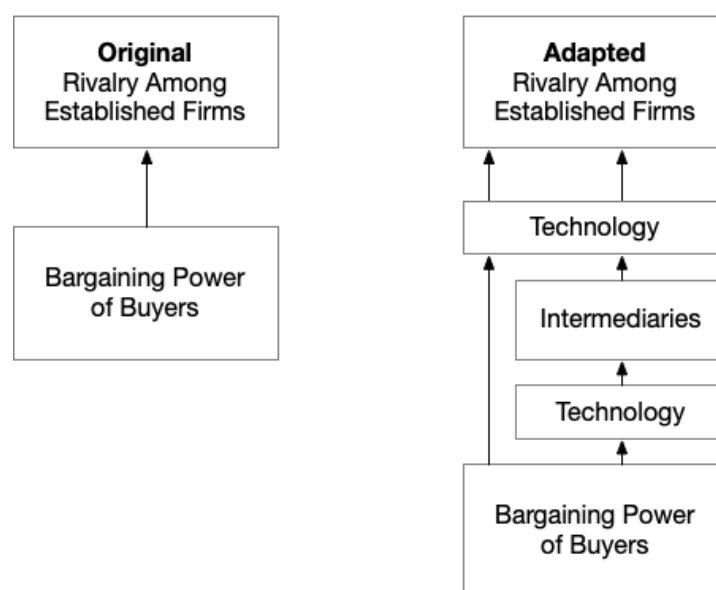 Original
Rivalry Among
Established Firms
Bargaining Power
of Buyers
Adapted
Rivalry Among
Established Firms
Technology
Intermediaries
Technology
Bargaining Power
of Buyers